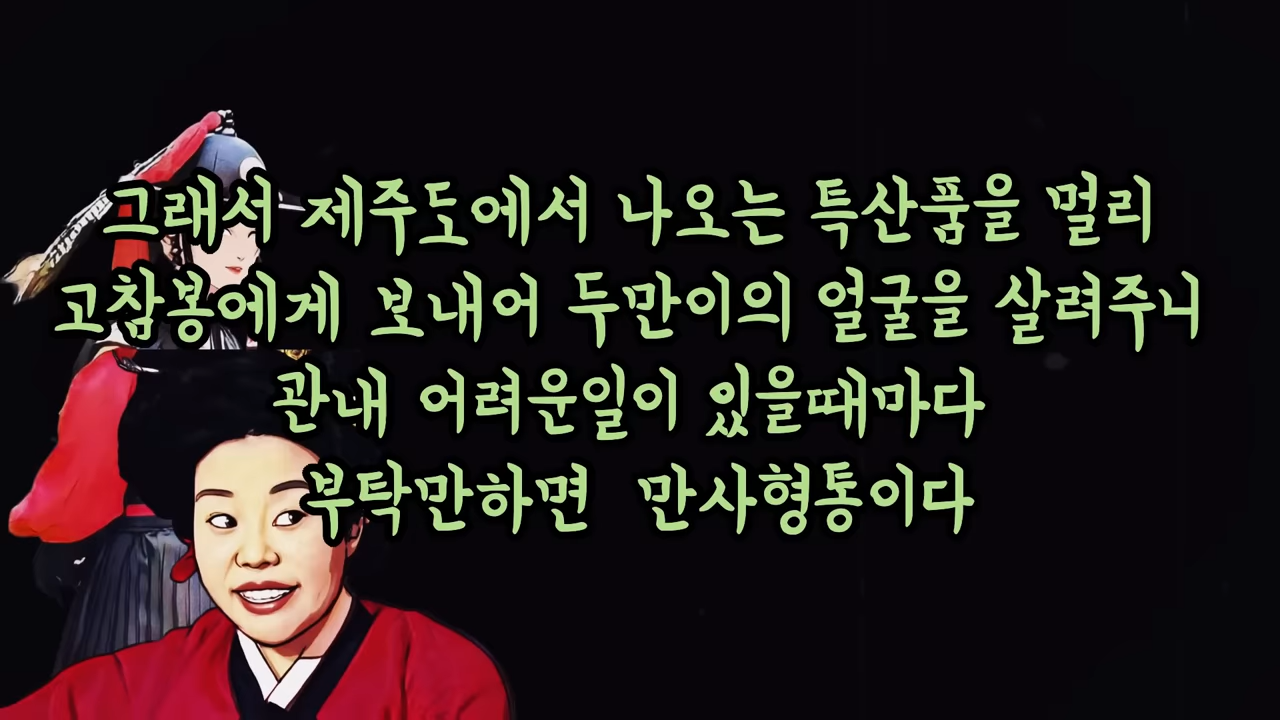 그래서 제주도에서 나오는 특산품을 멀리
고참봉에게 보내어 두만이의 얼굴을 살려주니
관내 어려운일이 있을때마다
부탁만하면 만사형통이다